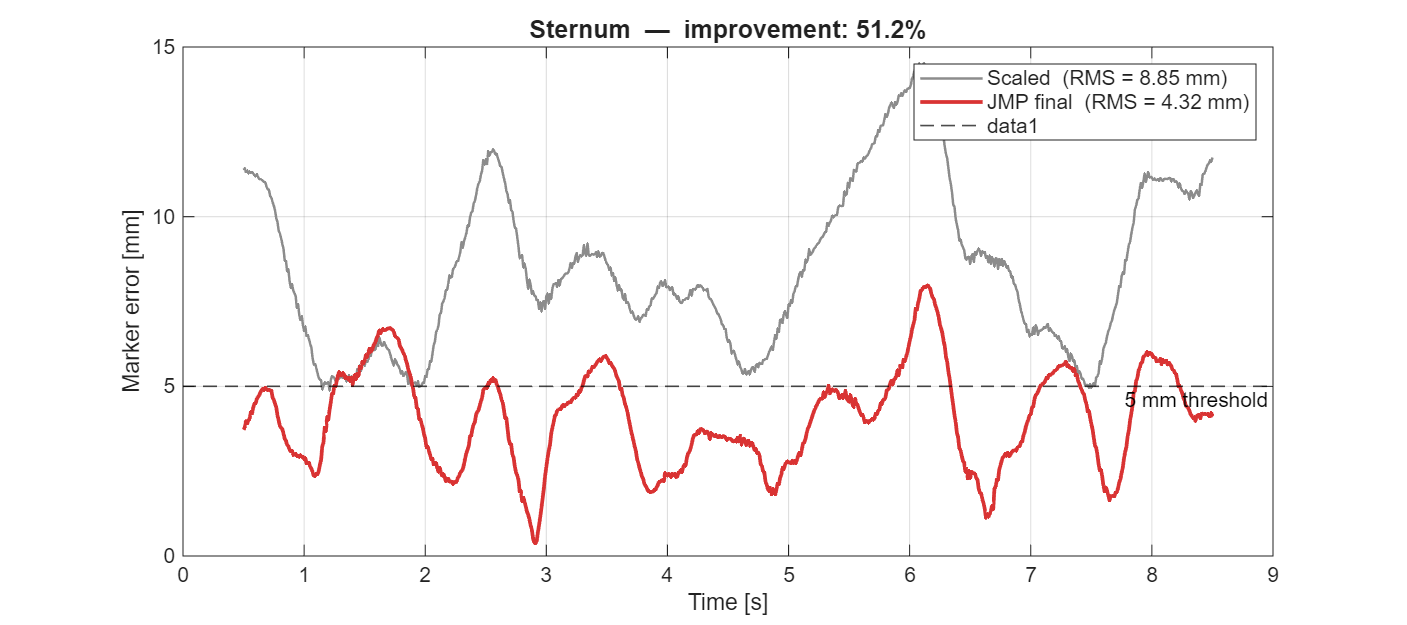 Sternum — improvement: 51.2%
15
10
5
0
Marker error [mm]
Scaled (RMS = 8.85 mm)
JMP final (RMS = 4.32 mm)
data1
5 mm threshold
0 1 2 3 4 5 6 7 8 9
Time [s]